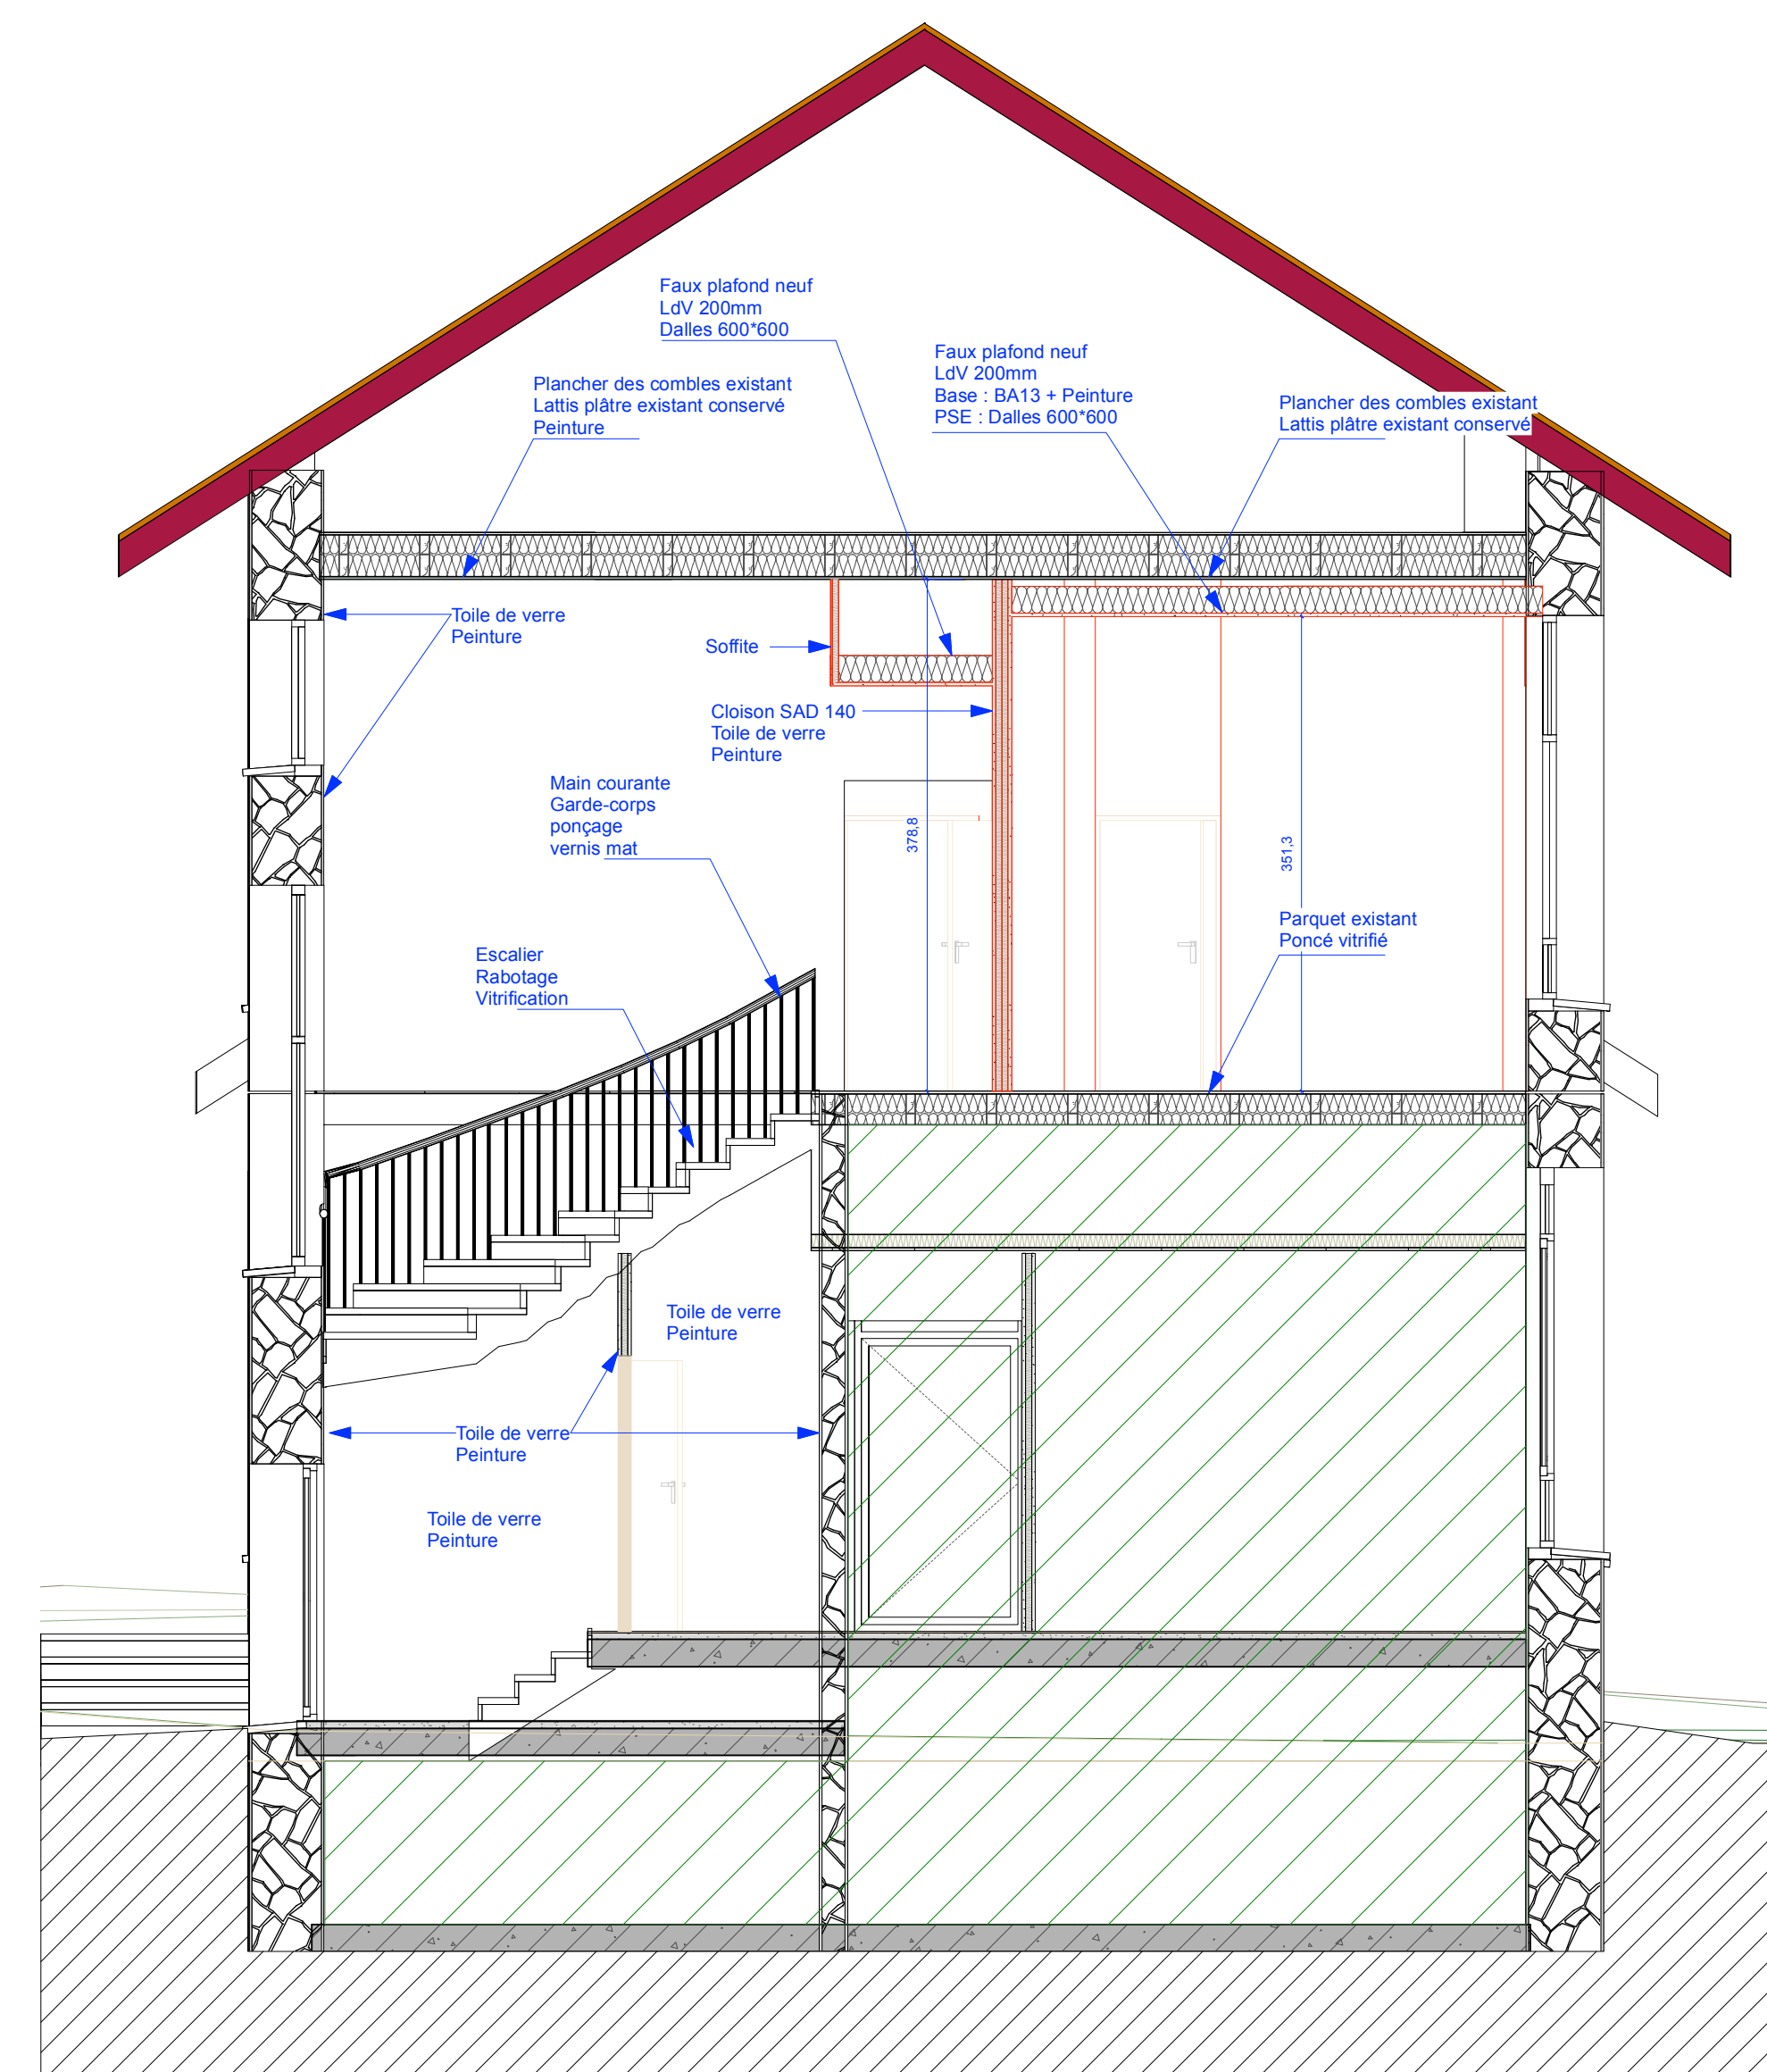 Faux plafond neuf
LdV 200mm
Dalles 600*600
Faux plafond neuf
LdV 200mm
Base : BA13 + Peinture
PSE : Dalles 600*600
Plancher des combles existant
Lattis plâtre existant conservé
Peinture
Plancher des combles existant
Lattis plâtre existant conservé
Toile de verre
Peinture
Soffite
Cloison SAD 140
Toile de verre
Peinture
Main courante
Garde-corps
ponçage
vernis mat
378,8
351,3
Parquet existant
Poncé vitrifié
Escalier
Rabotage
Vitrification
Toile de verre
Peinture
Toile de verre
Peinture
Toile de verre
Peinture